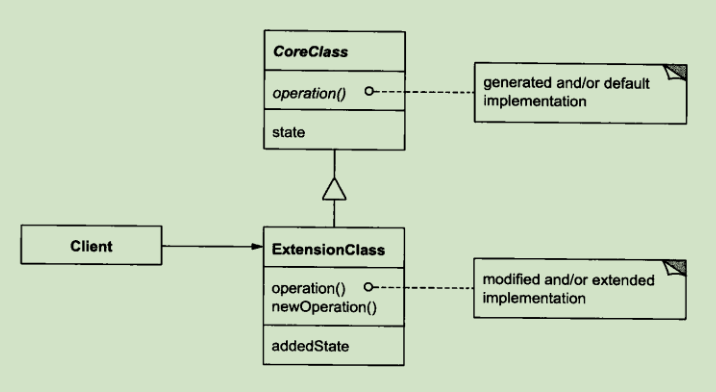 CoreClass
operation()
generated and/or default
implementation
state
Client
ExtensionClass
operation()
newOperation()
modified and/or extended
implementation
addedState